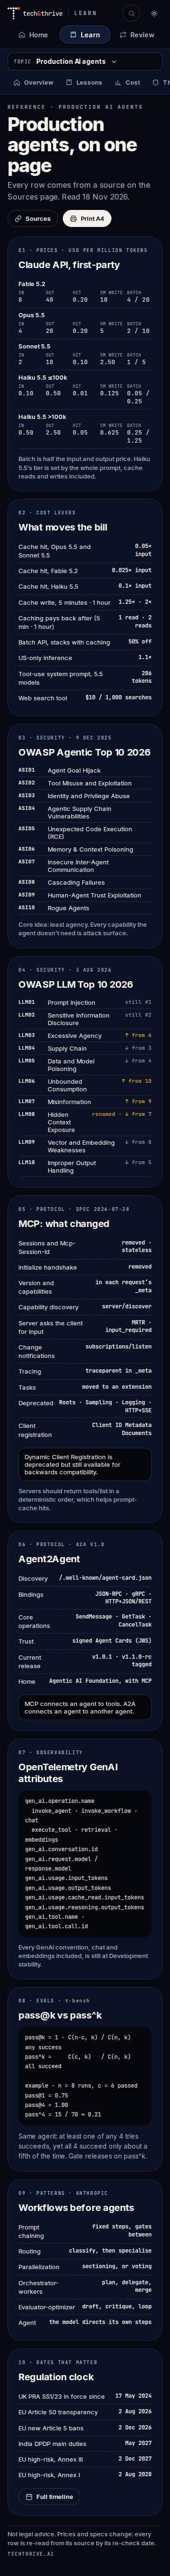 tech&thrive LEARN
Home Learn Review
TOPIC Production AI agents
Overview Lessons Cost
REFERENCE · PRODUCTION AI AGENTS
Production
agents, on one
page
Every row comes from a source on the
Sources page. Read 18 Nov 2026.
Sources Print A4
01 · PRICES · USD PER MILLION TOKENS
Claude API, first-party
Fable 5.2
IN OUT HIT 5M WRITE BATCH
8 40 0.20 10 4 / 20
Opus 5.5
IN OUT HIT 5M WRITE BATCH
4 20 0.20 5 2 / 10
Sonnet 5.5
IN OUT HIT 5M WRITE BATCH
2 10 0.10 2.50 1 / 5
Haiku 5.5 ≤100k
IN OUT HIT 5M WRITE BATCH
0.10 0.50 0.01 0.125 0.05 /
0.25
Haiku 5.5 >100k
IN OUT HIT 5M WRITE BATCH
0.50 2.50 0.05 0.625 0.25 /
1.25
Batch is half the input and output price. Haiku
5.5's tier is set by the whole prompt, cache
reads and writes included.
02 · COST LEVERS
What moves the bill
Cache hit, Opus 5.5 and
Sonnet 5.5
0.05×
input
Cache hit, Fable 5.2 0.025× input
Cache hit, Haiku 5.5 0.1× input
Cache write, 5 minutes · 1 hour 1.25× · 2×
Caching pays back after (5
min · 1 hour)
1 read · 2
reads
Batch API, stacks with caching 50% off
US-only inference 1.1×
Tool-use system prompt, 5.5
models
286
tokens
Web search tool $10 / 1,000 searches
03 · SECURITY · 9 DEC 2025
OWASP Agentic Top 10 2026
ASI01 Agent Goal Hijack
ASI02 Tool Misuse and Exploitation
ASI03 Identity and Privilege Abuse
ASI04 Agentic Supply Chain
Vulnerabilities
ASI05 Unexpected Code Execution
(RCE)
ASI06 Memory & Context Poisoning
ASI07 Insecure Inter-Agent
Communication
ASI08 Cascading Failures
ASI09 Human-Agent Trust Exploitation
ASI10 Rogue Agents
Core idea: least agency. Every capability the
agent doesn't need is attack surface.
04 · SECURITY · 3 AUG 2026
OWASP LLM Top 10 2026
LLM01 Prompt Injection still #1
LLM02 Sensitive Information
Disclosure
still #2
LLM03 Excessive Agency ↑ from 6
LLM04 Supply Chain ↓ from 3
LLM05 Data and Model
Poisoning
↓ from 4
LLM06 Unbounded
Consumption
↑ from 10
LLM07 Misinformation ↑ from 9
LLM08 Hidden
Context
Exposure
renamed · ↓ from 7
LLM09 Vector and Embedding
Weaknesses
↓ from 8
LLM10 Improper Output
Handling
↓ from 5
05 · PROTOCOL · SPEC 2026-07-28
MCP: what changed
Sessions and Mcp-
Session-Id
removed ·
stateless
initialize handshake removed
Version and
capabilities
in each request's
_meta
Capability discovery server/discover
Server asks the client
for input
MRTR ·
input_required
Change
notifications
subscriptions/listen
Tracing traceparent in _meta
Tasks moved to an extension
Deprecated Roots · Sampling · Logging ·
HTTP+SSE
Client
registration
Client ID Metadata
Documents
Dynamic Client Registration is
deprecated but still available for
backwards compatibility.
Servers should return tools/list in a
deterministic order, which helps prompt-
cache hits.
06 · PROTOCOL · A2A V1.0
Agent2Agent
Discovery /.well-known/agent-card.json
Bindings JSON-RPC · gRPC ·
HTTP+JSON/REST
Core
operations
SendMessage · GetTask ·
CancelTask
Trust signed Agent Cards (JWS)
Current
release
v1.0.1 · v1.1.0-rc
tagged
Home Agentic AI Foundation, with MCP
MCP connects an agent to tools. A2A
connects an agent to another agent.
07 · OBSERVABILITY
OpenTelemetry GenAI
attributes
gen_ai.operation.name
invoke_agent · invoke_workflow ·
chat
execute_tool · retrieval ·
embeddings
gen_ai.conversation.id
gen_ai.request.model /
response.model
gen_ai.usage.input_tokens
gen_ai.usage.output_tokens
gen_ai.usage.cache_read.input_tokens
gen_ai.usage.reasoning.output_tokens
gen_ai.tool.name ·
gen_ai.tool.call.id
Every GenAI convention, chat and
embeddings included, is still at Development
stability.
08 · EVALS · τ-bench
pass@k vs pass^k
pass@k = 1 - C(n-c, k) / C(n, k)
any success
pass^k = C(c, k) / C(n, k)
all succeed
example · n = 8 runs, c = 6 passed
pass@1 = 0.75
pass@4 = 1.00
pass^4 = 15 / 70 = 0.21
Same agent: at least one of any 4 tries
succeeds, yet all 4 succeed only about a
fifth of the time. Gate releases on pass^k.
09 · PATTERNS · ANTHROPIC
Workflows before agents
Prompt
chaining
fixed steps, gates
between
Routing classify, then specialise
Parallelization sectioning, or voting
Orchestrator-
workers
plan, delegate,
merge
Evaluator-optimizer draft, critique, loop
Agent the model directs its own steps
10 · DATES THAT MATTER
Regulation clock
UK PRA SS1/23 in force since 17 May 2024
EU Article 50 transparency 2 Aug 2026
EU new Article 5 bans 2 Dec 2026
India DPDP main duties May 2027
EU high-risk, Annex III 2 Dec 2027
EU high-risk, Annex I 2 Aug 2028
Full timeline
Not legal advice. Prices and specs change: every
row is re-read from its source by its re-check date.
TECHTHRIVE.AI